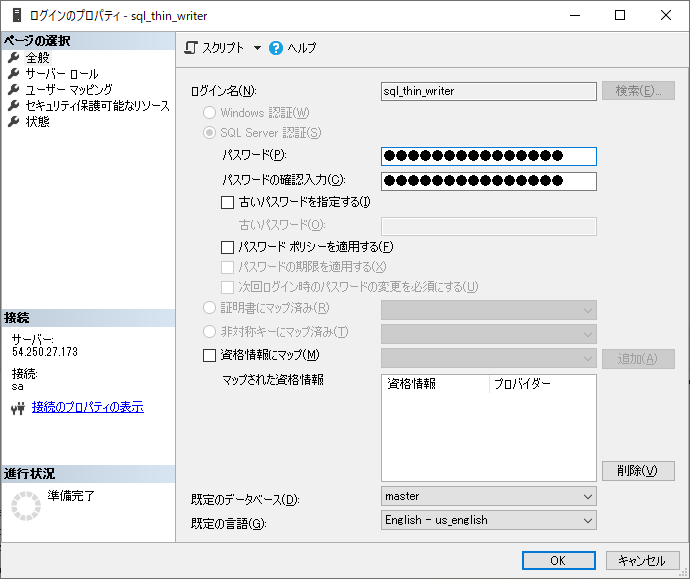 ログインのプロパティ - sql_thin_writer
ページの選択
全般
サーバー ロール
ユーザー マッピング
セキュリティ保護可能なリソース
状態
接続
サーバー:
54.250.27.173
接続:
sa
接続のプロパティの表示
進行状況
準備完了
スクリプト
ヘルプ
ログイン名(N):
sql_thin_writer
検索(E)...
Windows 認証(W)
SQL Server 認証(S)
パスワード(P):
●●●●●●●●●●●●●●●
パスワードの確認入力(C):
●●●●●●●●●●●●●●●
古いパスワードを指定する(I)
古いパスワード(O):
パスワード ポリシーを適用する(F)
パスワードの期限を適用する(X)
次回ログイン時のパスワードの変更を必須にする(U)
証明書にマップ済み(R)
非対称キーにマップ済み(T)
資格情報にマップ(M)
追加(A)
マップされた資格情報
資格情報
プロバイダー
削除(V)
既定のデータベース(D):
master
既定の言語(G):
English - us_english
OK
キャンセル